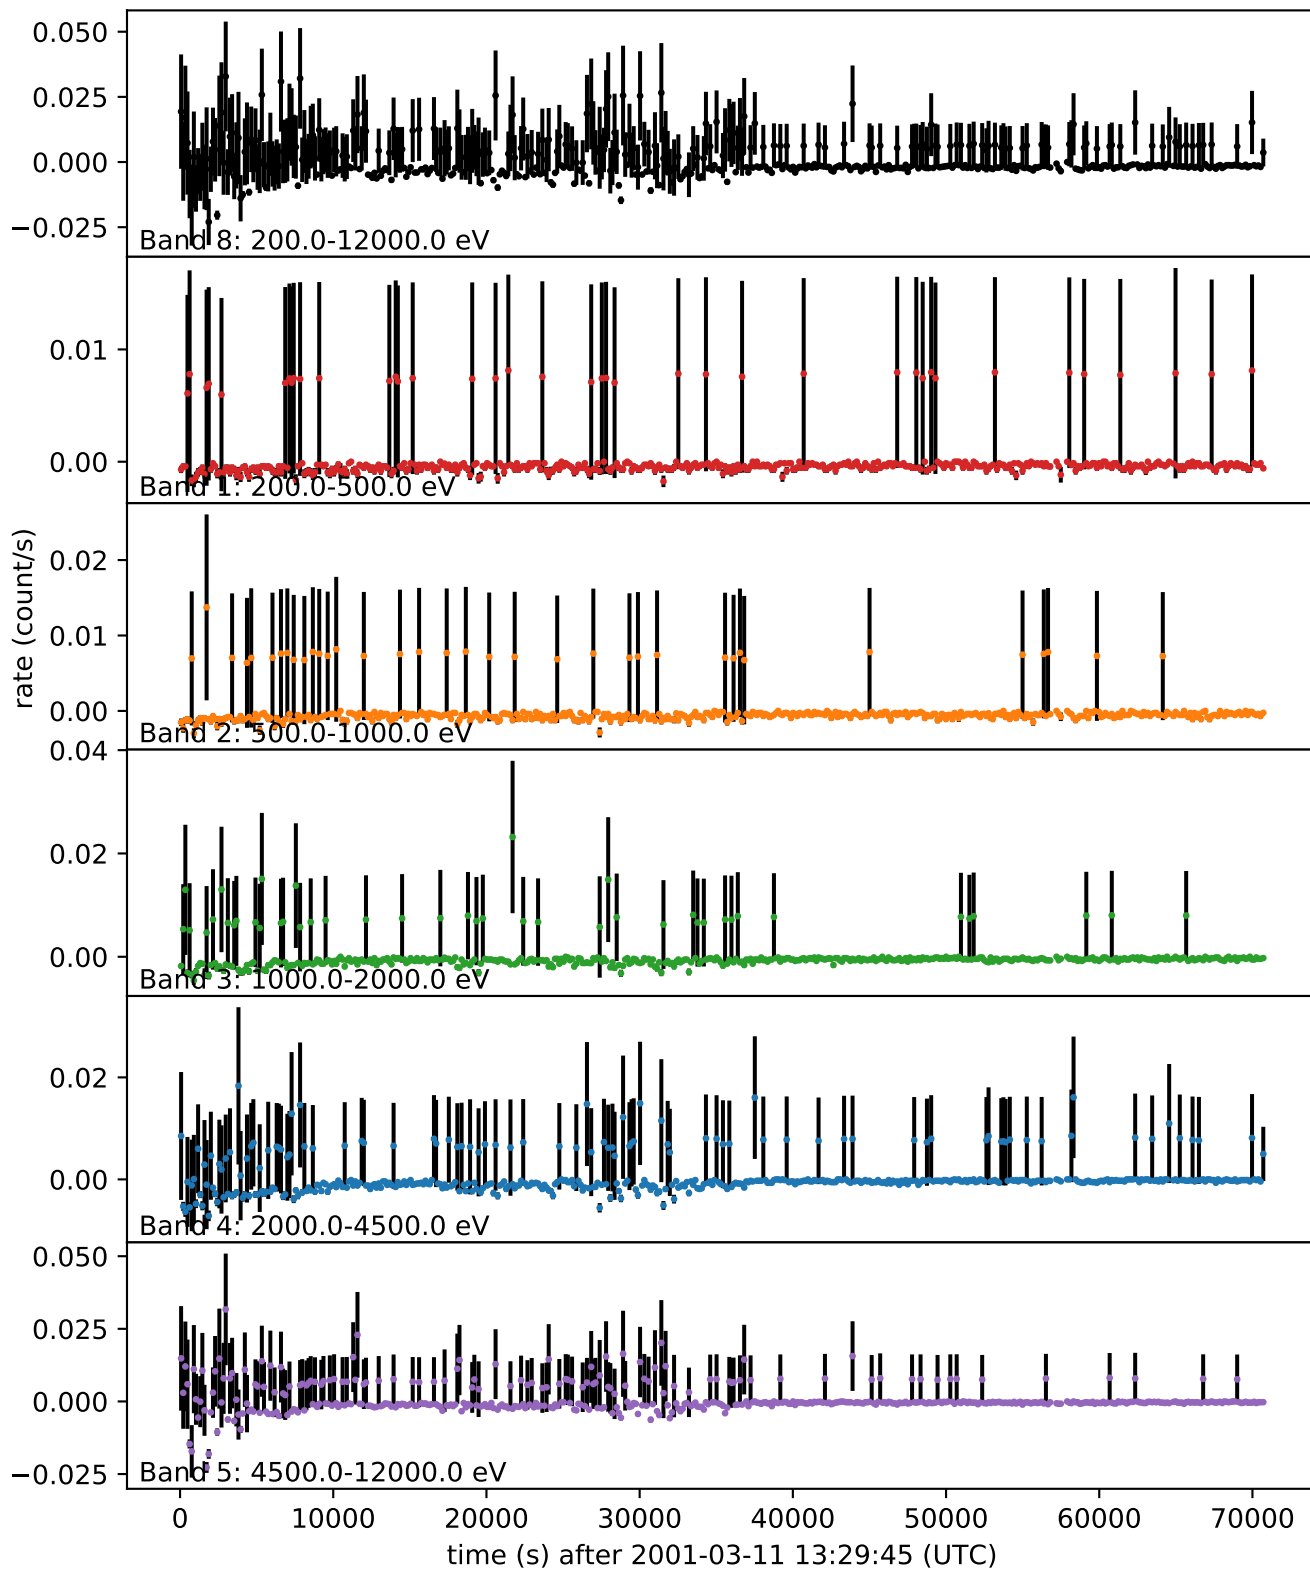 0.050
0.025
0.000
−0.025
Band 8: 200.0-12000.0 eV
0.01
0.00
Band 1: 200.0-500.0 eV
rate (count/s)
0.02
0.01
0.00
Band 2: 500.0-1000.0 eV
0.04
0.02
0.00
Band 3: 1000.0-2000.0 eV
0.02
0.00
Band 4: 2000.0-4500.0 eV
0.050
0.025
0.000
−0.025
Band 5: 4500.0-12000.0 eV
0 10000 20000 30000 40000 50000 60000 70000
time (s) after 2001-03-11 13:29:45 (UTC)